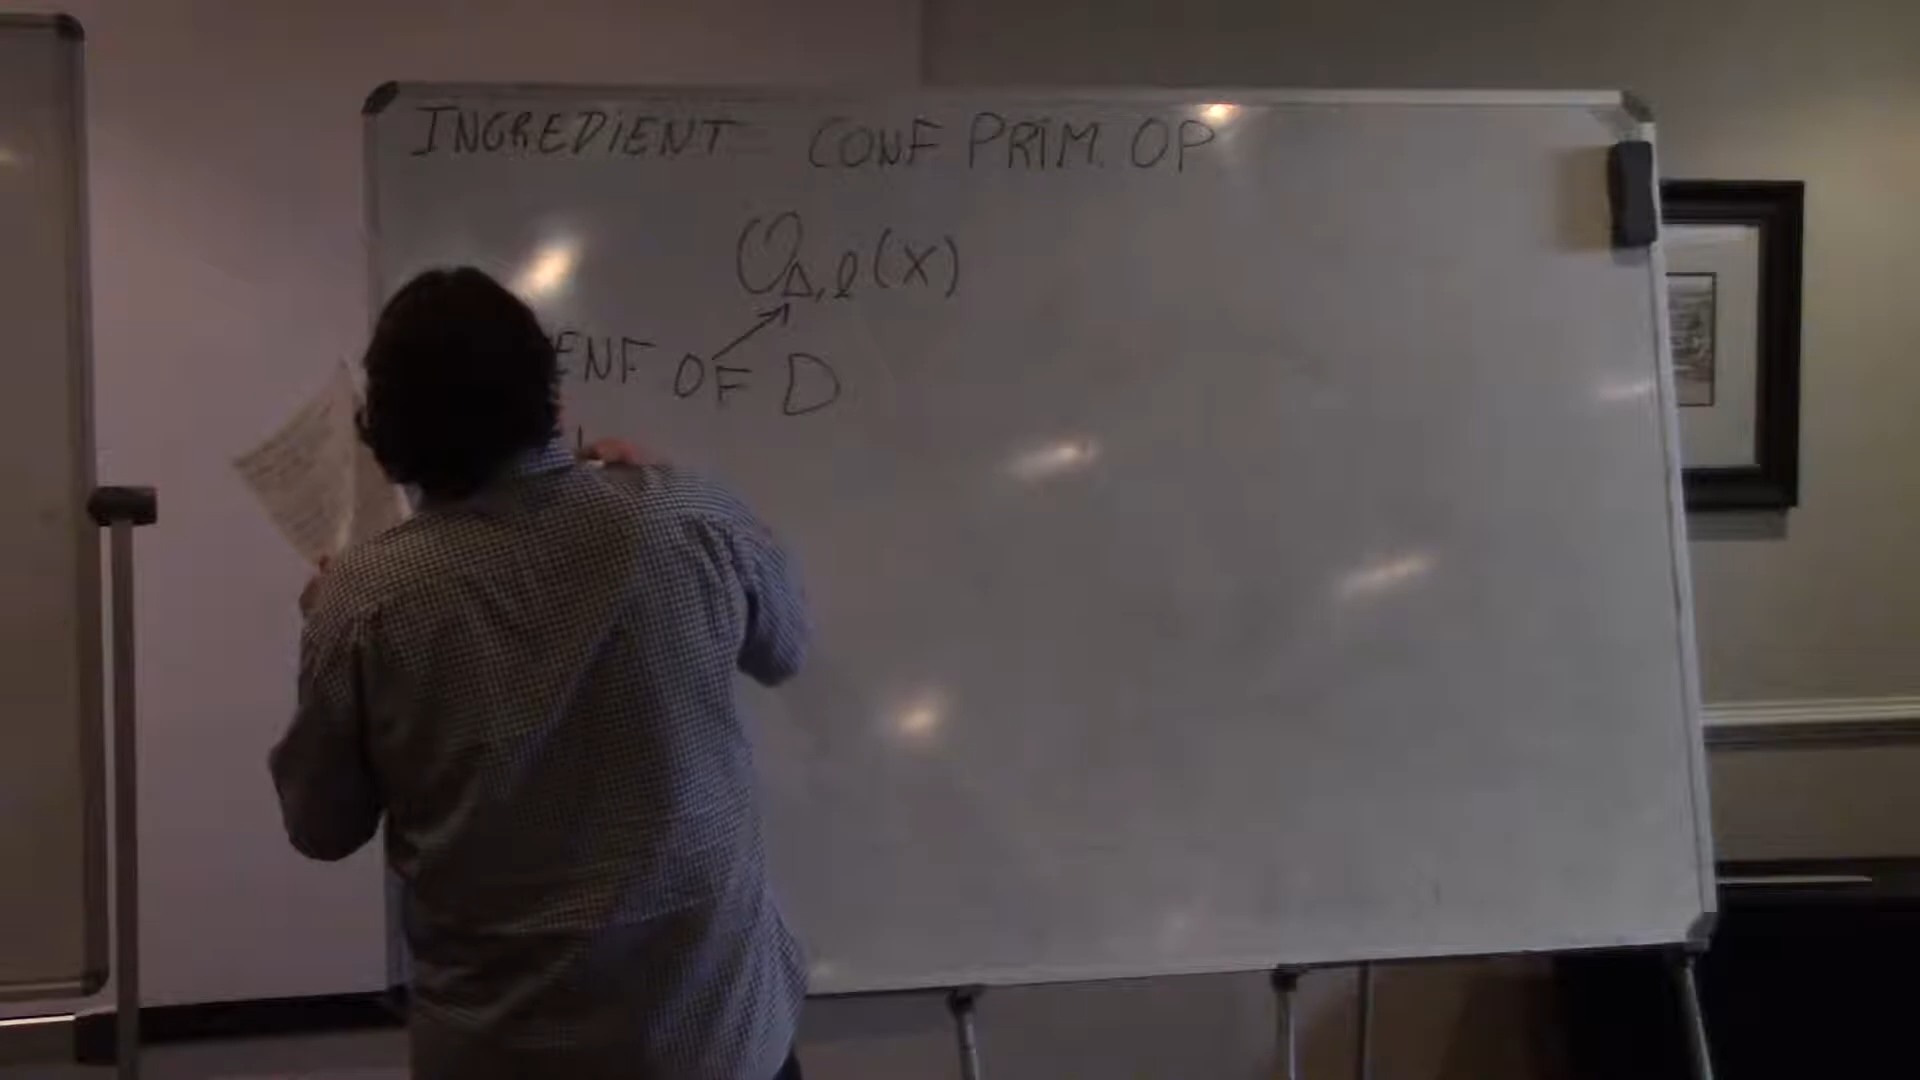 INGREDIENT CONF PRIM. OP
O_{Δ,ℓ}(x)
ENF OF D